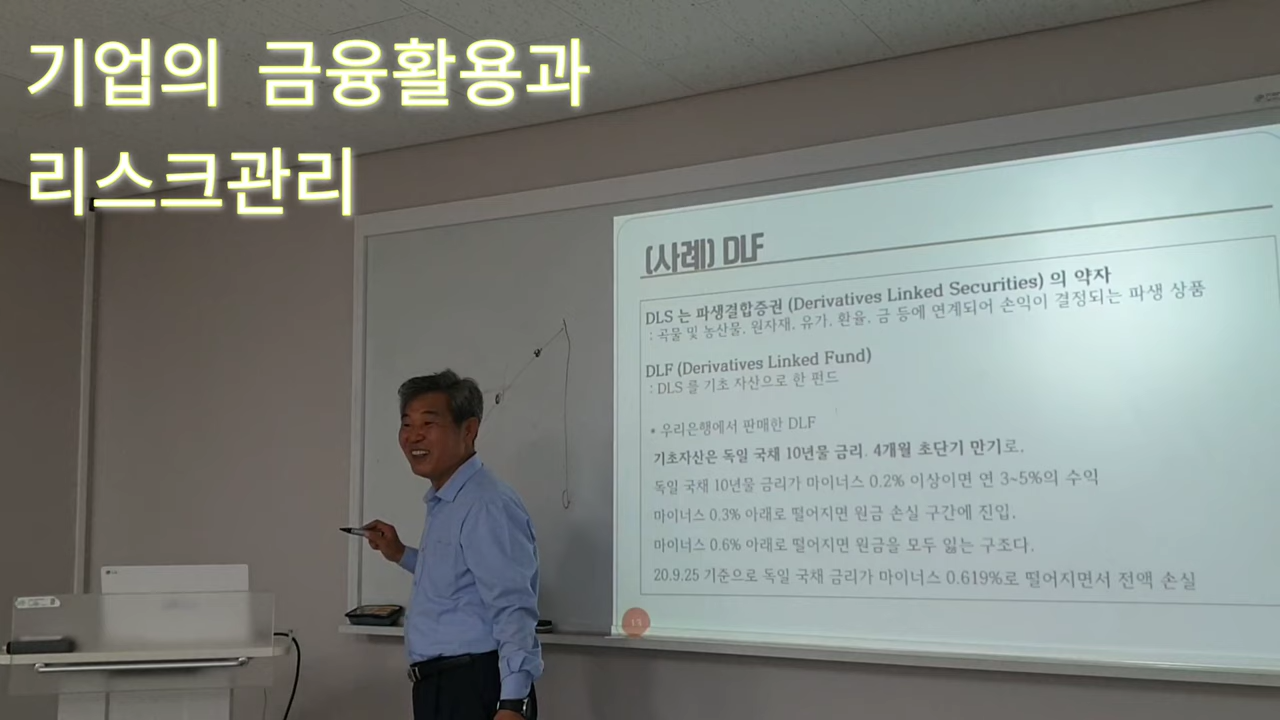 기업의 금융활용과
리스크관리
(사례) DLF
DLS 는 파생결합증권 (Derivatives Linked Securities) 의 약자
: 곡물 및 농산물, 원자재, 유가, 환율, 금 등에 연계되어 손익이 결정되는 파생 상품
DLF (Derivatives Linked Fund)
: DLS 를 기초 자산으로 한 펀드
* 우리은행에서 판매한 DLF
기초자산은 독일 국채 10년물 금리. 4개월 초단기 만기로.
독일 국채 10년물 금리가 마이너스 0.2% 이상이면 연 3~5%의 수익
마이너스 0.3% 아래로 떨어지면 원금 손실 구간에 진입.
마이너스 0.6% 아래로 떨어지면 원금을 모두 잃는 구조다.
20.9.25 기준으로 독일 국채 금리가 마이너스 0.619%로 떨어지면서 전액 손실
13